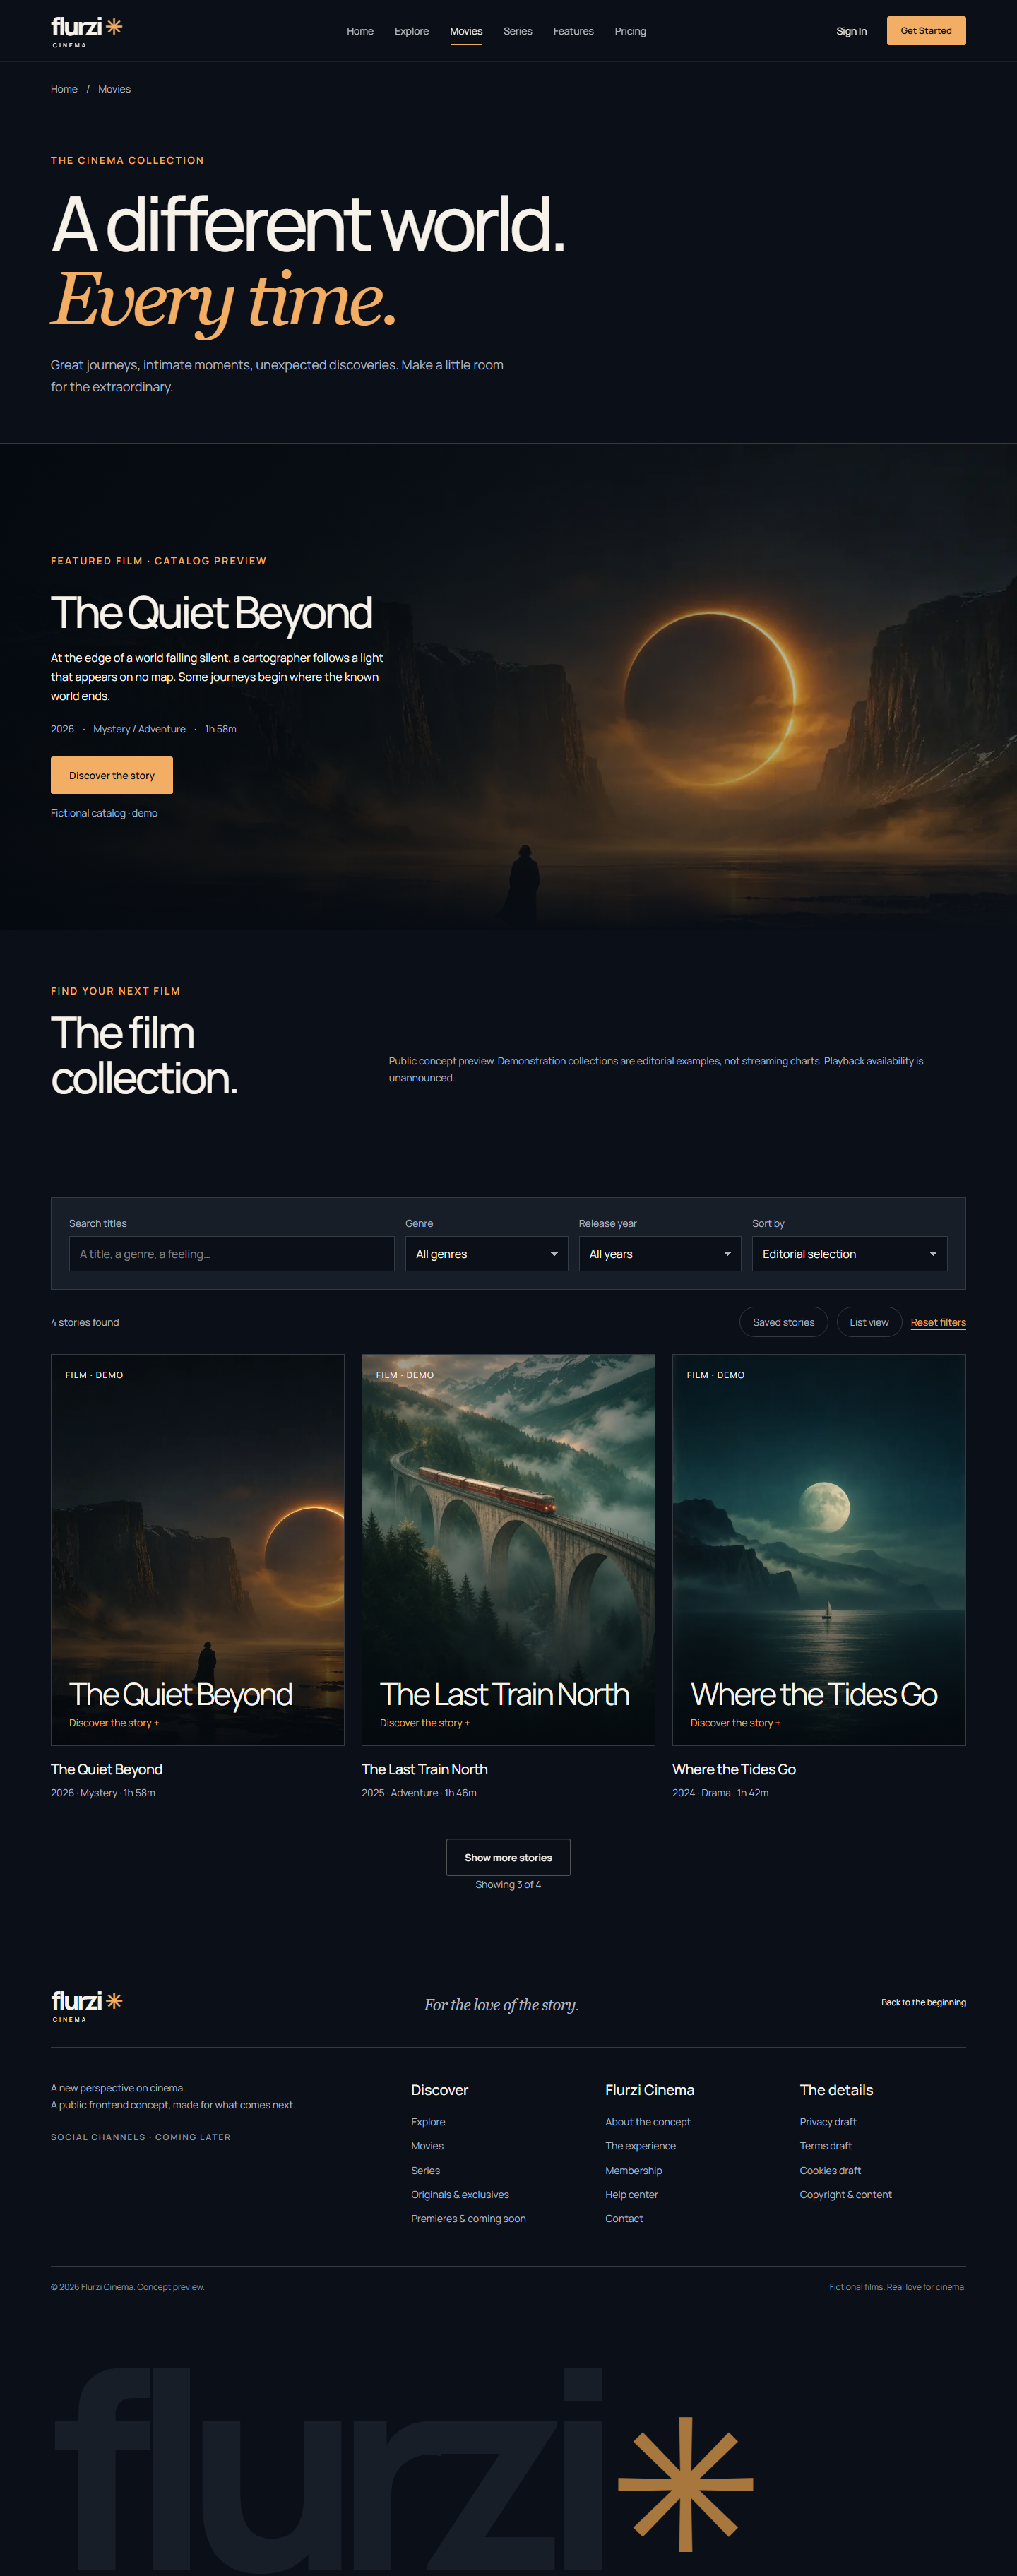 flurzi
CINEMA
Home
Explore
Movies
Series
Features
Pricing
Sign In
Get Started
Home / Movies
THE CINEMA COLLECTION
A different world.
Every time.
Great journeys, intimate moments, unexpected discoveries. Make a little room
for the extraordinary.
FEATURED FILM · CATALOG PREVIEW
The Quiet Beyond
At the edge of a world falling silent, a cartographer follows a light
that appears on no map. Some journeys begin where the known
world ends.
2026 · Mystery / Adventure · 1h 58m
Discover the story
Fictional catalog · demo
FIND YOUR NEXT FILM
The film
collection.
Public concept preview. Demonstration collections are editorial examples, not streaming charts. Playback availability is
unannounced.
Search titles
A title, a genre, a feeling…
Genre
All genres
Release year
All years
Sort by
Editorial selection
4 stories found
Saved stories
List view
Reset filters
FILM · DEMO
The Quiet Beyond
Discover the story +
The Quiet Beyond
2026 · Mystery · 1h 58m
FILM · DEMO
The Last Train North
Discover the story +
The Last Train North
2025 · Adventure · 1h 46m
FILM · DEMO
Where the Tides Go
Discover the story +
Where the Tides Go
2024 · Drama · 1h 42m
Show more stories
Showing 3 of 4
flurzi
CINEMA
For the love of the story.
Back to the beginning
A new perspective on cinema.
A public frontend concept, made for what comes next.
SOCIAL CHANNELS · COMING LATER
Discover
Explore
Movies
Series
Originals & exclusives
Premieres & coming soon
Flurzi Cinema
About the concept
The experience
Membership
Help center
Contact
The details
Privacy draft
Terms draft
Cookies draft
Copyright & content
© 2026 Flurzi Cinema. Concept preview.
Fictional films. Real love for cinema.
flurzi